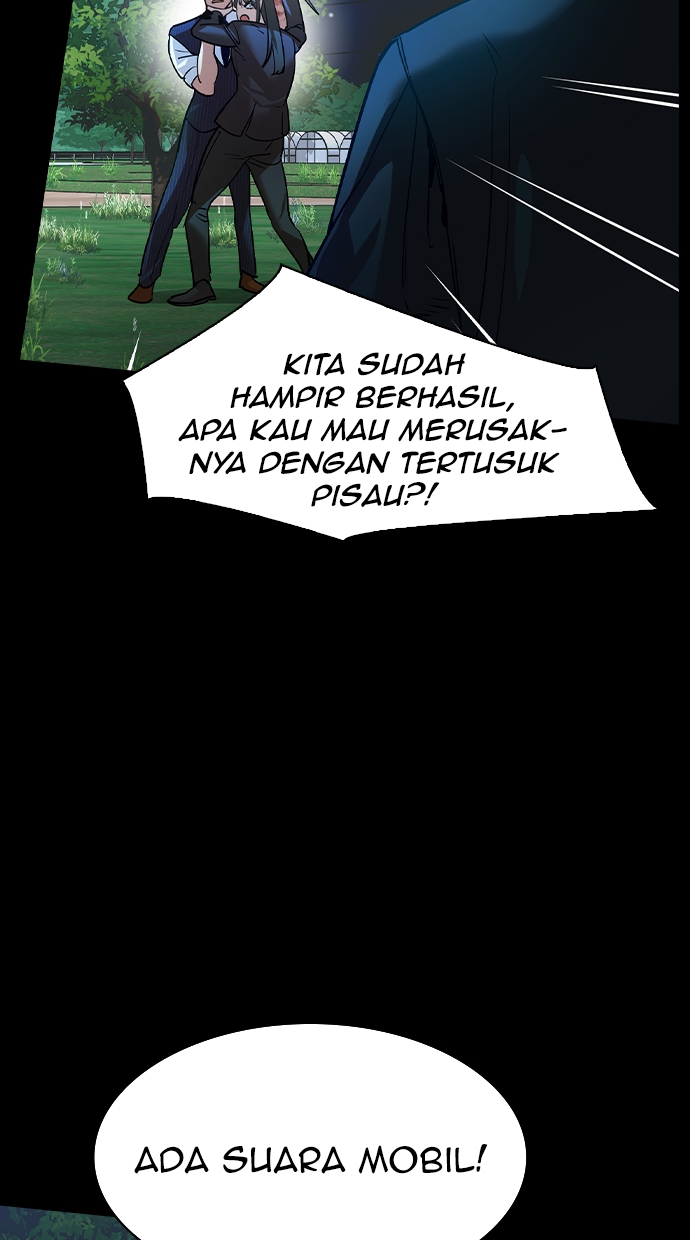 KITA SUDAH
HAMPIR BERHASIL,
APA KAU MAU MERUSAK-
NYA DENGAN TERTUSUK
PISAU?!
ADA SUARA MOBIL!